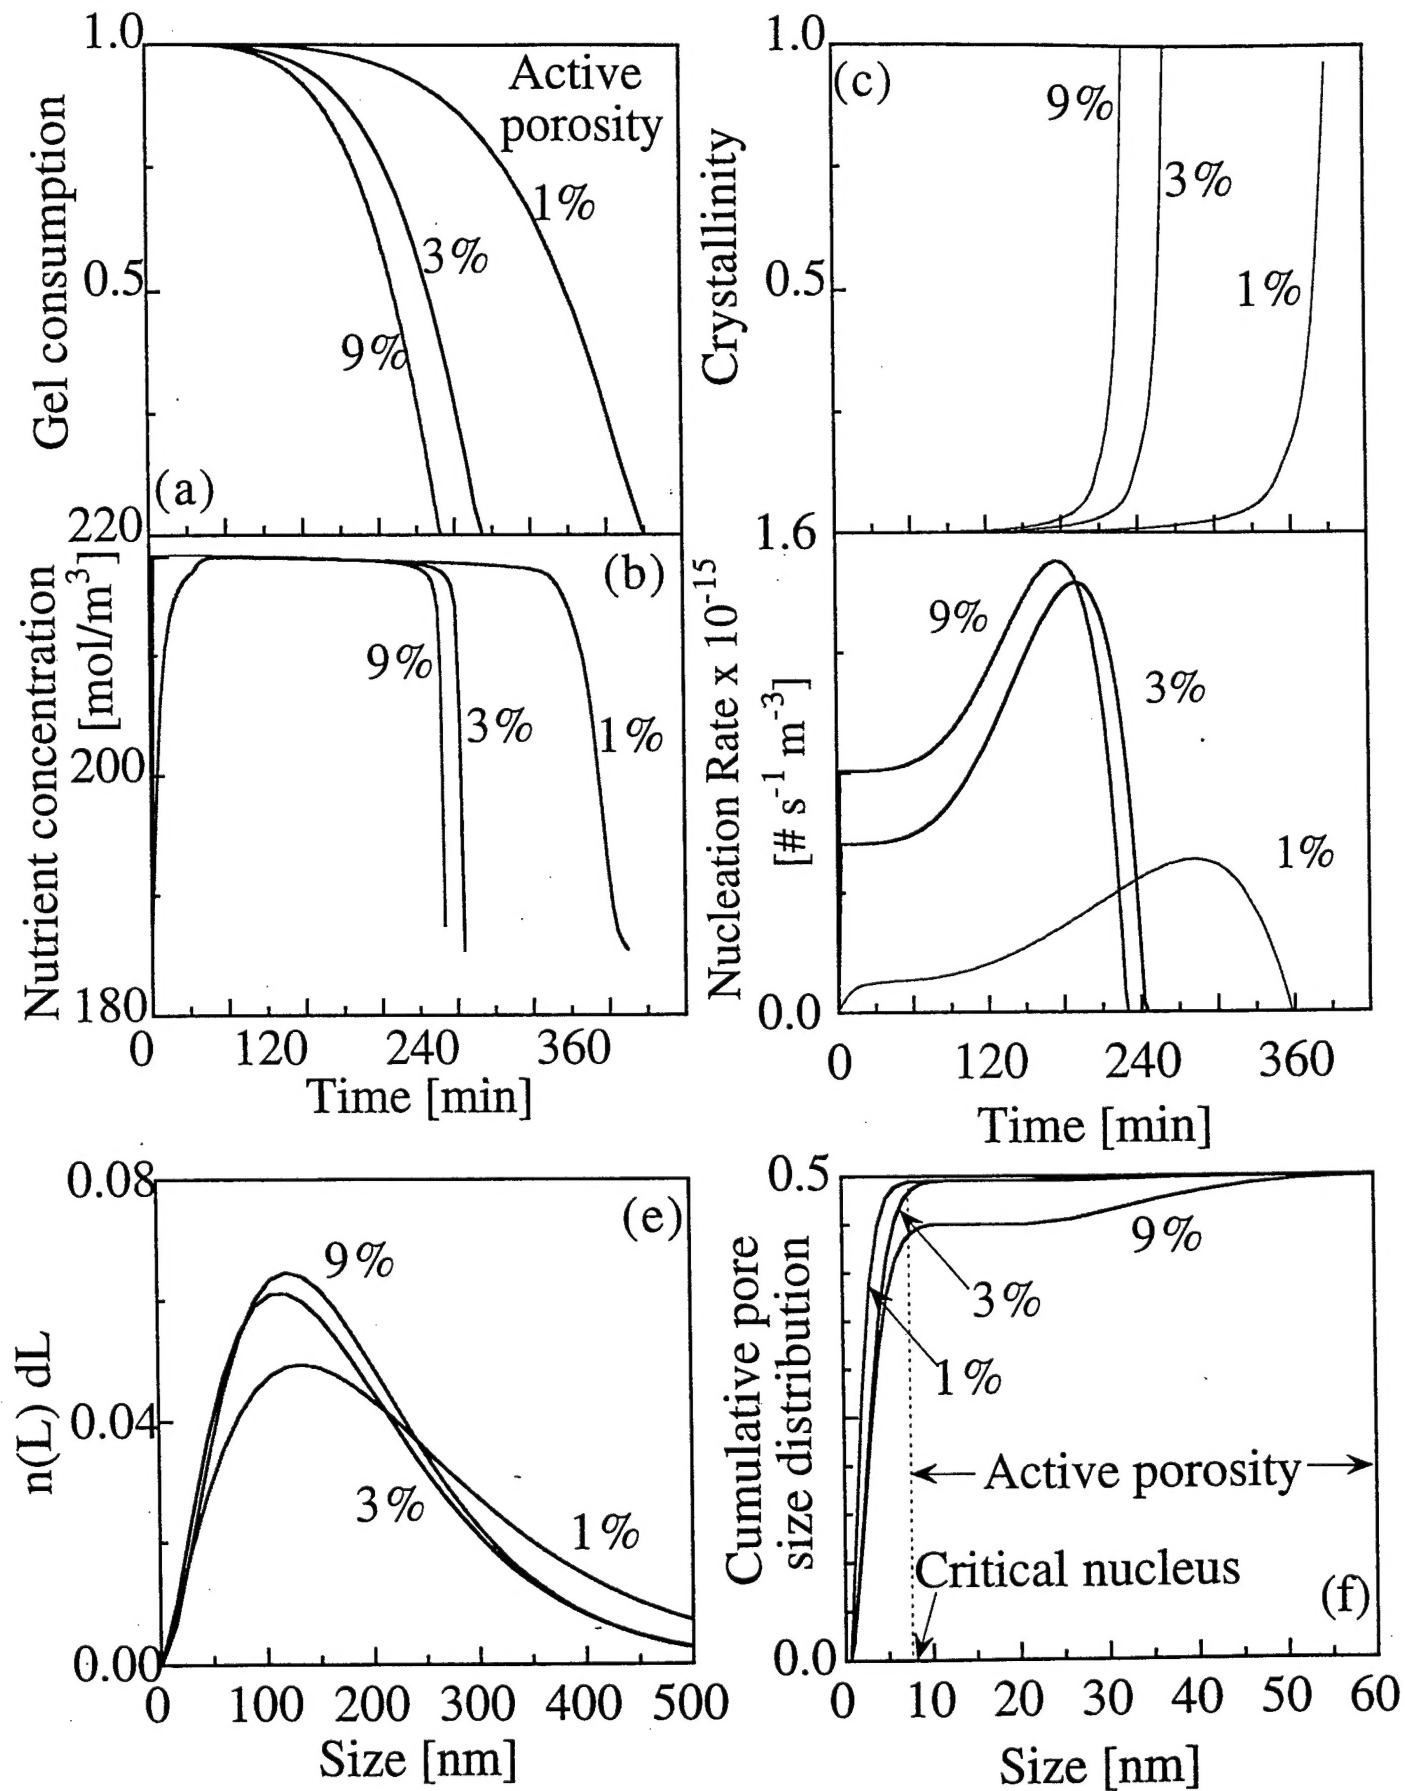 1.0
Active
porosity
1%
3%
9%
0.5
Gel consumption
(a)
220
(b)
9%
3%
1%
200
180
Nutrient concentration
[mol/m³]
0 120 240 360
Time [min]
1.0
(c)
9%
3%
1%
0.5
Crystallinity
1.6
9%
3%
1%
0.0
Nucleation Rate x 10⁻¹⁵
[# s⁻¹ m⁻³]
0 120 240 360
Time [min]
0.08
(e)
9%
3%
1%
0.04
0.00
n(L) dL
0 100 200 300 400 500
Size [nm]
0.5
9%
3%
1%
Active porosity
Critical nucleus
(f)
0.0
Cumulative pore
size distribution
0 10 20 30 40 50 60
Size [nm]